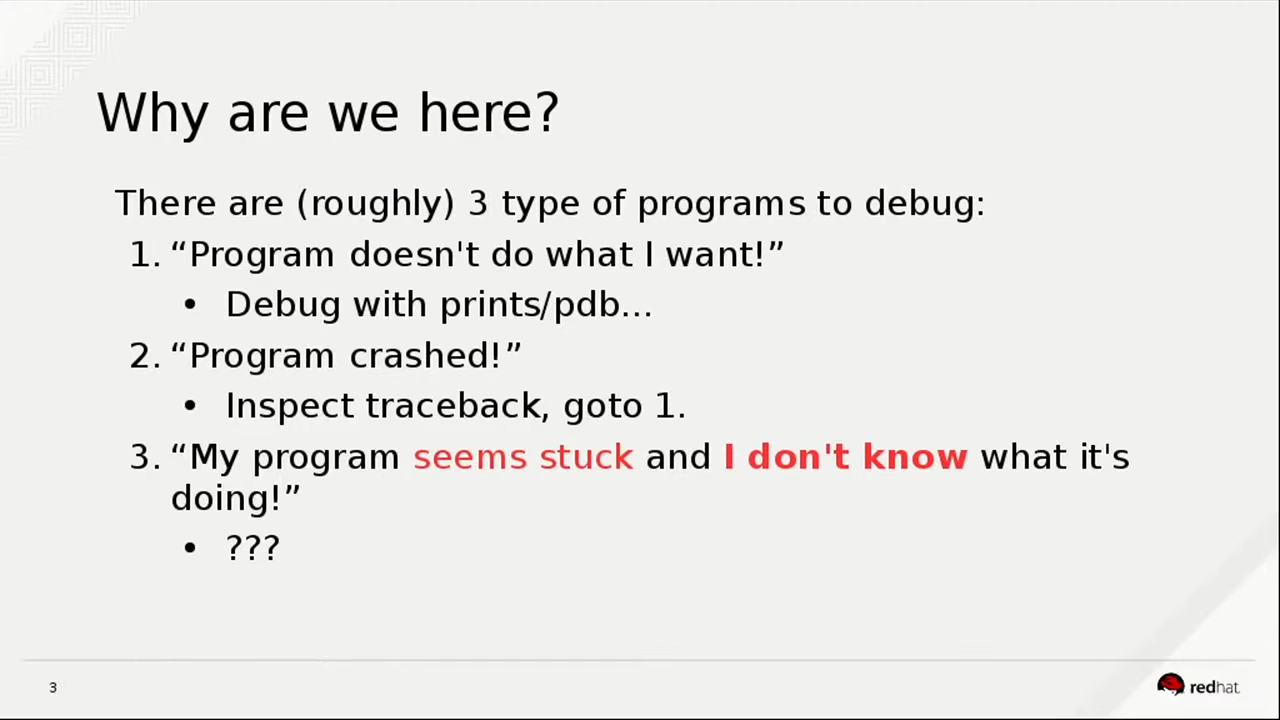 Why are we here?
There are (roughly) 3 type of programs to debug:
1. “Program doesn't do what I want!”
• Debug with prints/pdb...
2. “Program crashed!”
• Inspect traceback, goto 1.
3. “My program seems stuck and I don't know what it's
doing!”
• ???
3
redhat.